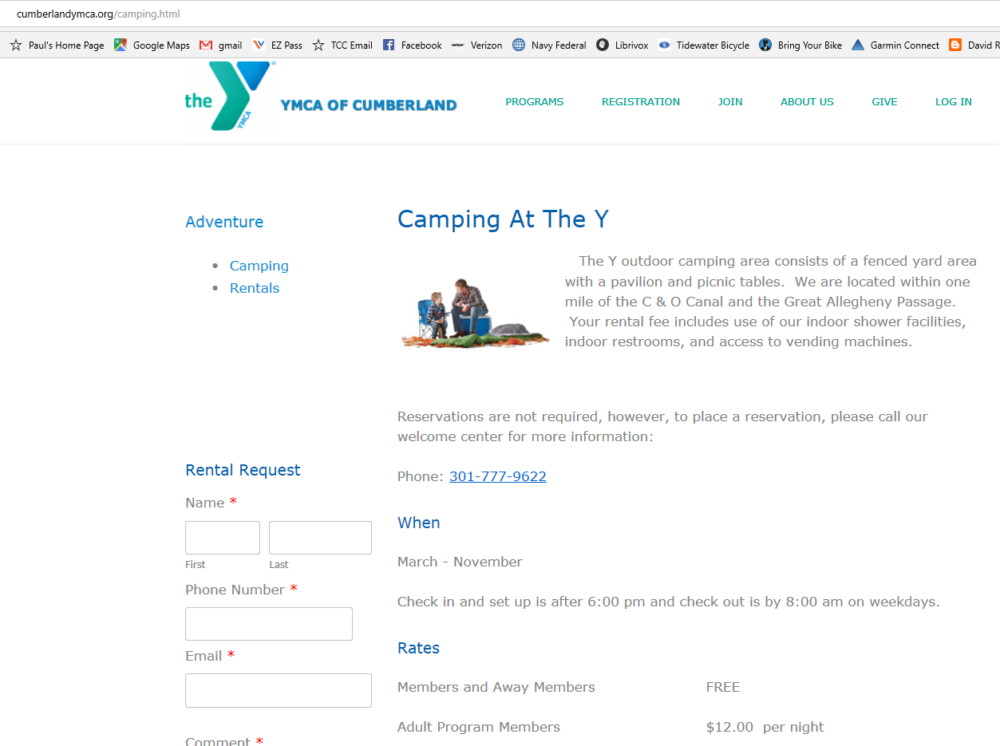 cumberlandymca.org/camping.html
Paul's Home Page Google Maps gmail EZ Pass TCC Email Facebook verizon Verizon Navy Federal Librivox Tidewater Bicycle Bring Your Bike Garmin Connect David R
the YMCA YMCA OF CUMBERLAND PROGRAMS REGISTRATION JOIN ABOUT US GIVE LOG IN
Adventure
Camping
Rentals
Camping At The Y
The Y outdoor camping area consists of a fenced yard area
with a pavilion and picnic tables. We are located within one
mile of the C & O Canal and the Great Allegheny Passage.
Your rental fee includes use of our indoor shower facilities,
indoor restrooms, and access to vending machines.
Reservations are not required, however, to place a reservation, please call our
welcome center for more information:
Phone: 301-777-9622
When
March - November
Check in and set up is after 6:00 pm and check out is by 8:00 am on weekdays.
Rates
Members and Away Members FREE
Adult Program Members $12.00 per night
Rental Request
Name *
First Last
Phone Number *
Email *
Comment *